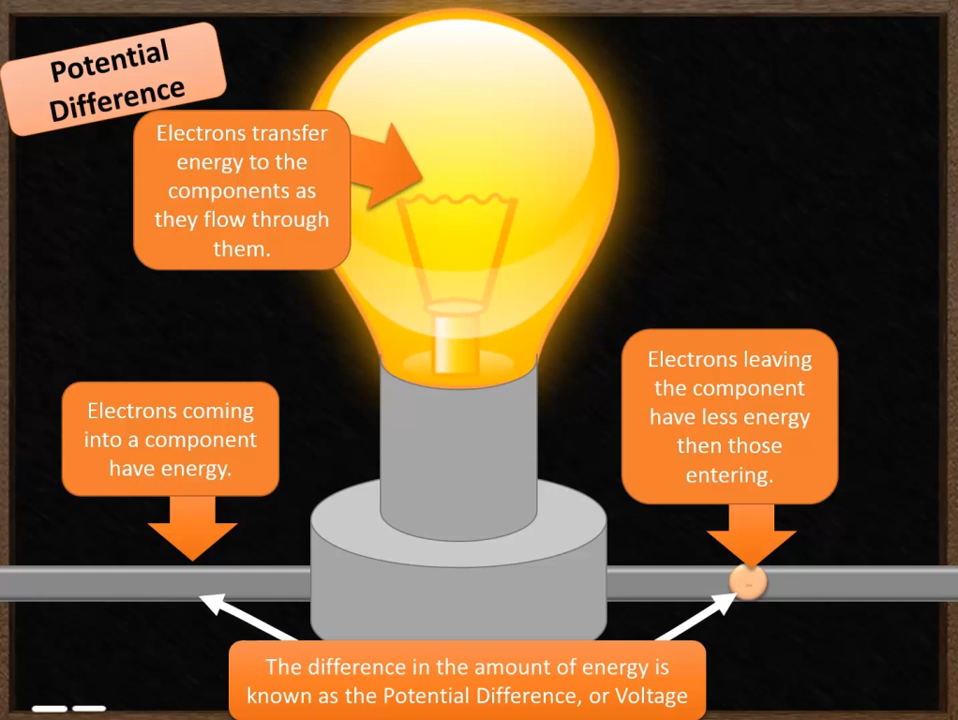 Potential
Difference
Electrons transfer
energy to the
components as
they flow through
them.
Electrons coming
into a component
have energy.
Electrons leaving
the component
have less energy
then those
entering.
-
The difference in the amount of energy is
known as the Potential Difference, or Voltage